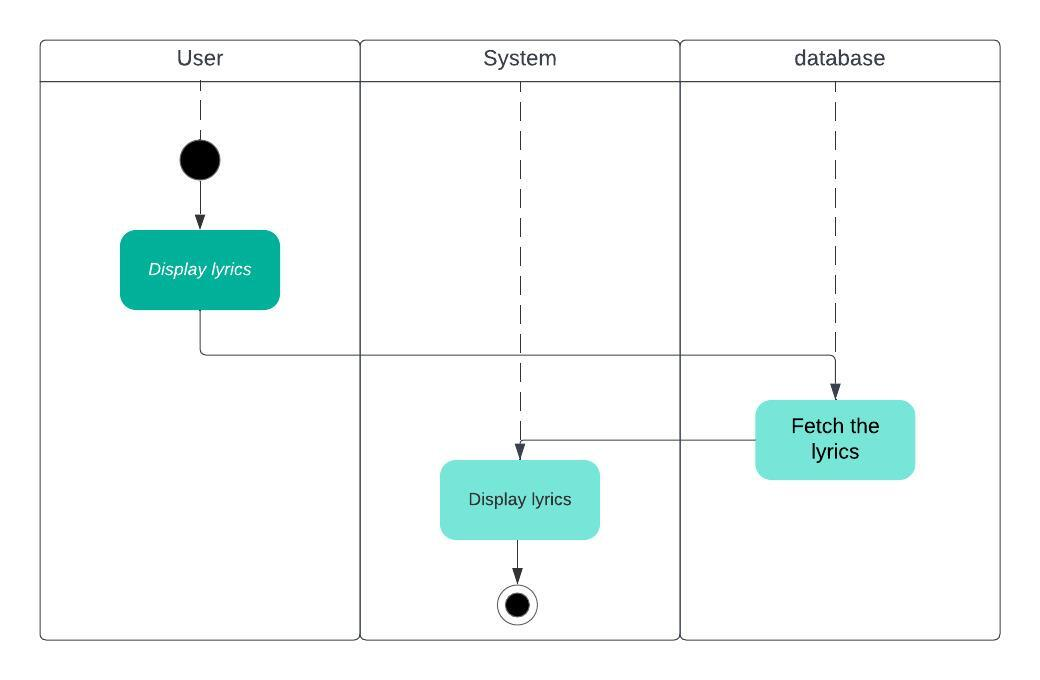 User
System
database
Display lyrics
Fetch the
lyrics
Display lyrics